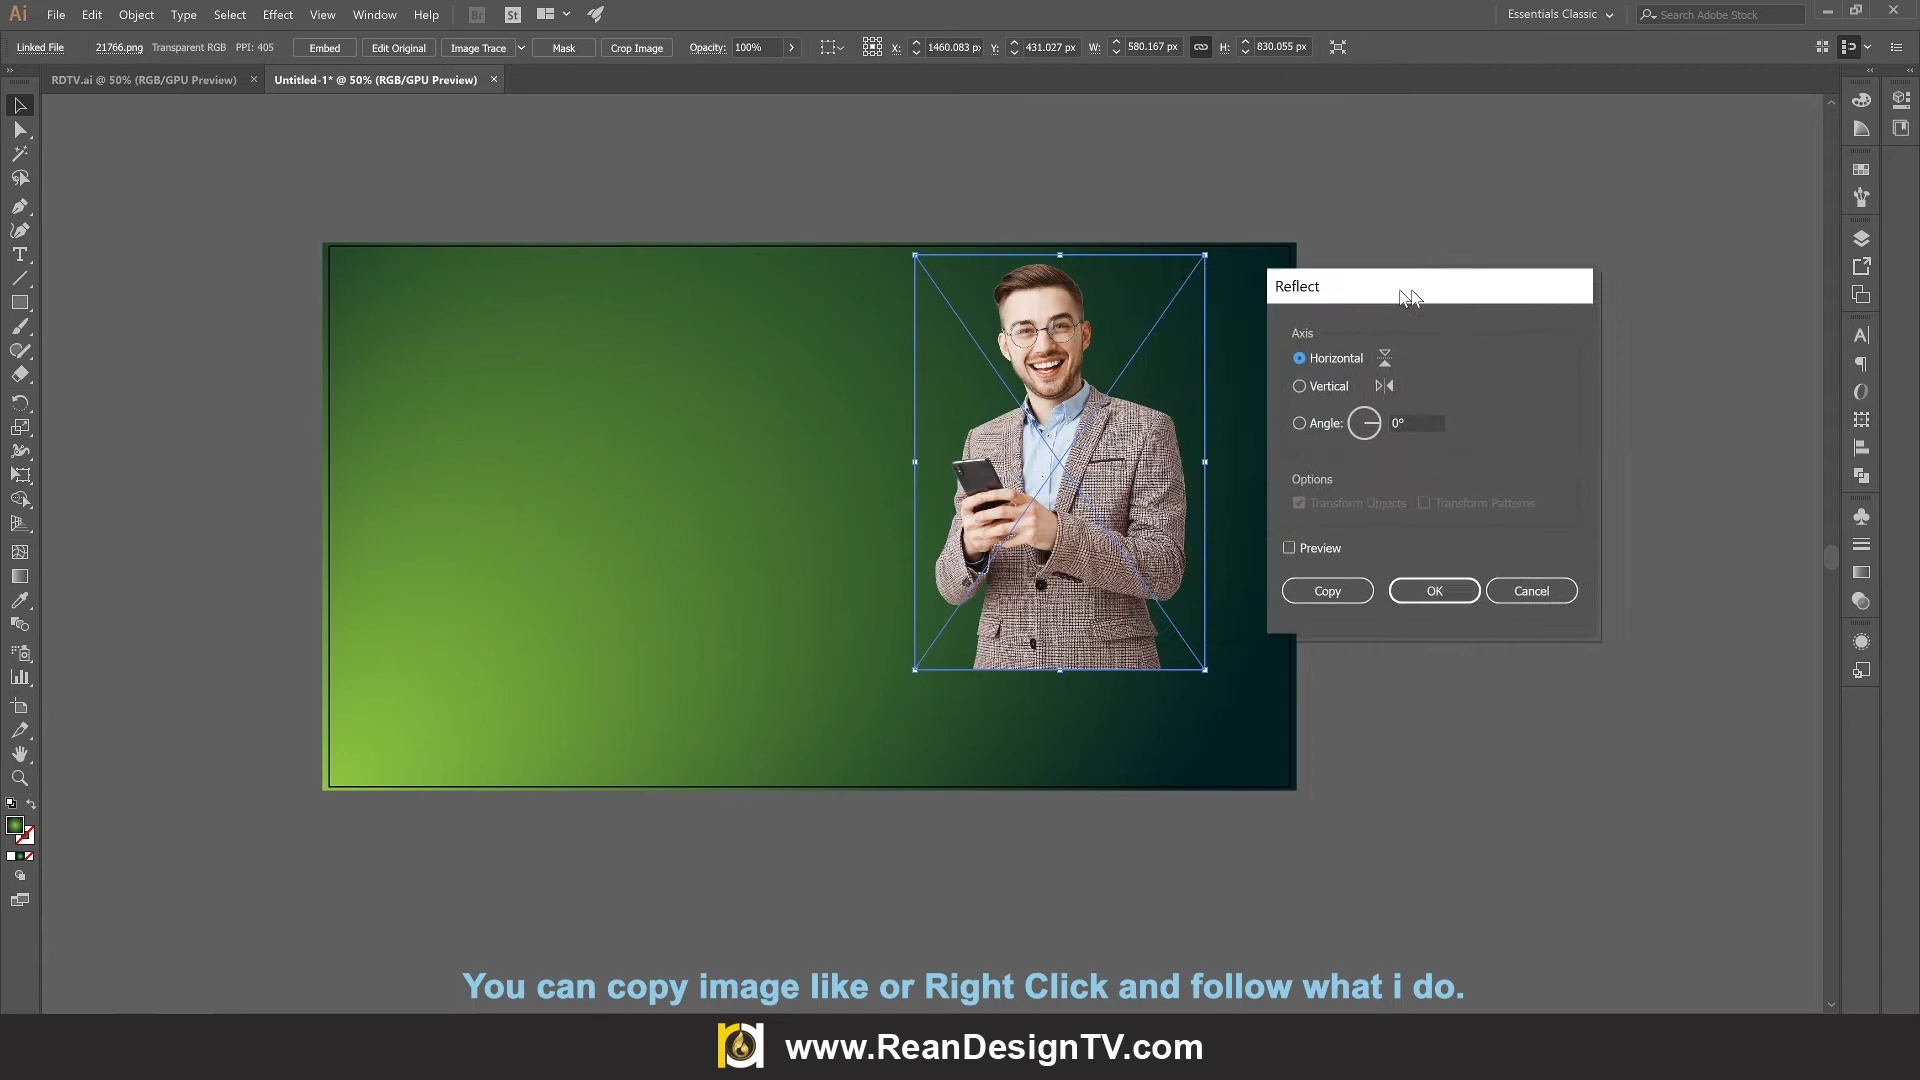 Ai File Edit Object Type Select Effect View Window Help Br St Essentials Classic Search Adobe Stock
Linked File 21766.png Transparent RGB PPI: 405 Embed Edit Original Image Trace Mask Crop Image Opacity: 100% X: 1460.083 px Y: 431.027 px W: 580.167 px H: 830.055 px
RDTV.ai @ 50% (RGB/GPU Preview) × Untitled-1* @ 50% (RGB/GPU Preview) ×
Reflect
Axis
Horizontal
Vertical
Angle: 0°
Options
Transform Objects Transform Patterns
Preview
Copy OK Cancel
You can copy image like or Right Click and follow what i do.
www.ReanDesignTV.com